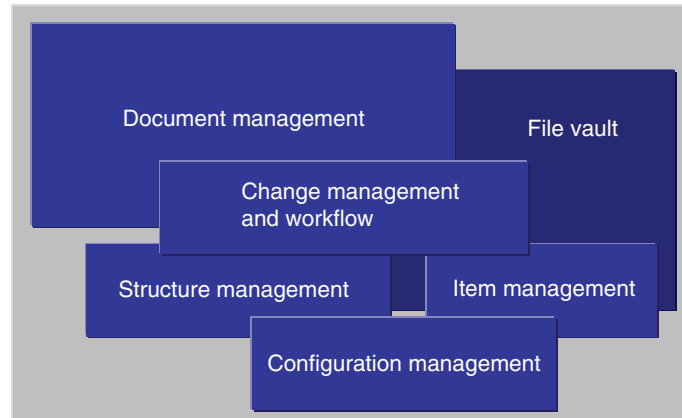 Document management
File vault
Change management
and workflow
Structure management
Item management
Configuration management